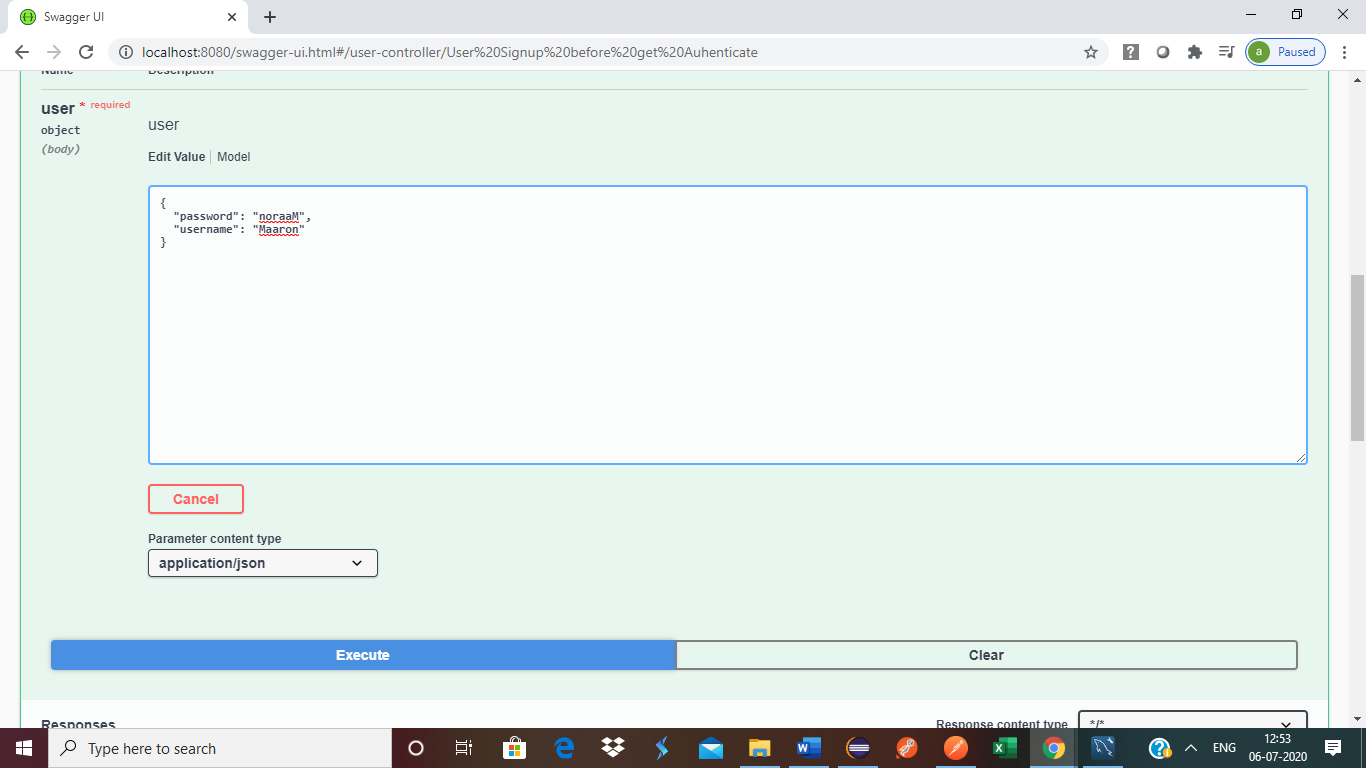 Swagger UI
localhost:8080/swagger-ui.html#/user-controller/User%20Signup%20before%20get%20Auhenticate
a Paused
Name Description
user * required
object
(body)
user
Edit Value Model
{
"password": "noraaM",
"username": "Maaron"
}
Cancel
Parameter content type
application/json
Execute Clear
Responses Response content type */*
Type here to search
ENG
12:53
06-07-2020